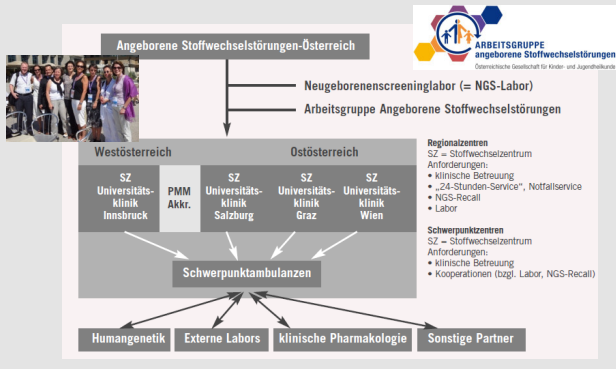 ARBEITSGRUPPE
angeborene Stoffwechselstörungen
Österreichische Gesellschaft für Kinder- und Jugendheilkunde
Angeborene Stoffwechselstörungen-Österreich
Neugeborenenscreeninglabor (= NGS-Labor)
Arbeitsgruppe Angeborene Stoffwechselstörungen
Westösterreich
Ostösterreich
SZ
Universitäts-
klinik
Innsbruck
PMM
Akkr.
SZ
Universitäts-
klinik
Salzburg
SZ
Universitäts-
klinik
Graz
SZ
Universitäts-
klinik
Wien
Schwerpunktambulanzen
Regionalzentren
SZ = Stoffwechselzentrum
Anforderungen:
• klinische Betreuung
• „24-Stunden-Service", Notfallservice
• NGS-Recall
• Labor
Schwerpunktzentren
SZ = Stoffwechselzentrum
Anforderungen:
• klinische Betreuung
• Kooperationen (bzgl. Labor, NGS-Recall)
Humangenetik
Externe Labors
klinische Pharmakologie
Sonstige Partner